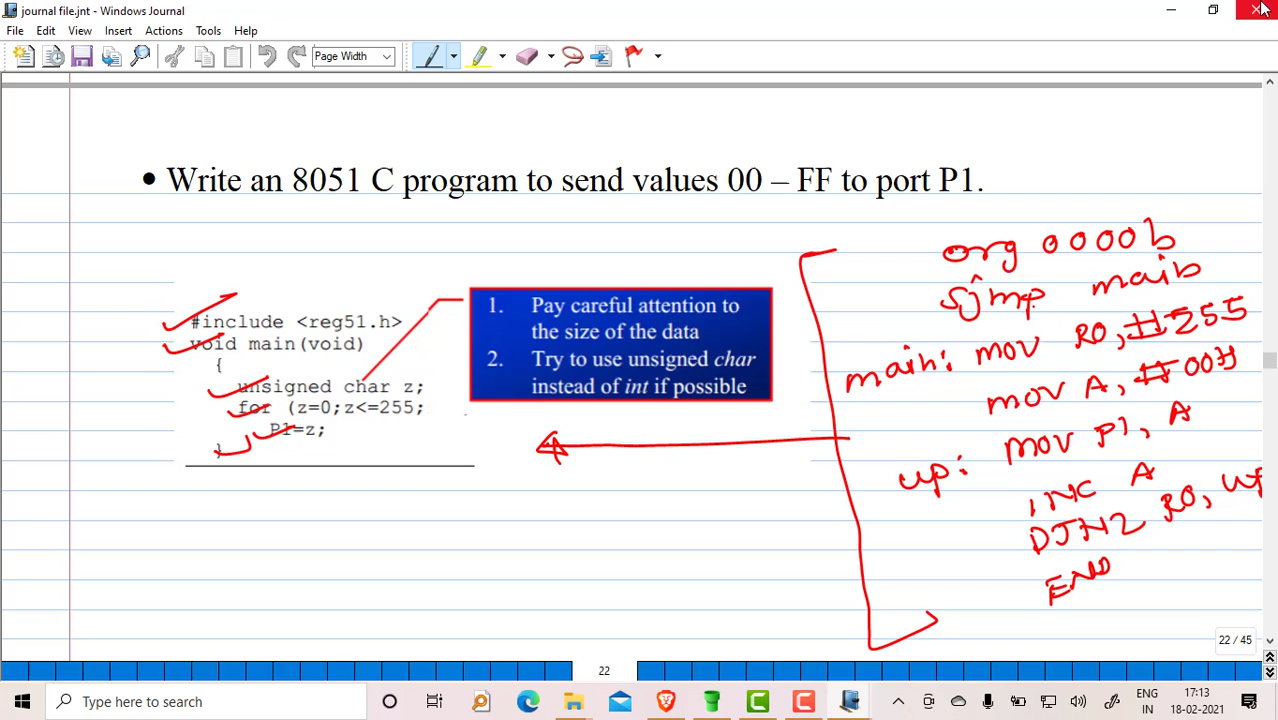 journal file.jnt - Windows Journal
File Edit View Insert Actions Tools Help
Page Width
• Write an 8051 C program to send values 00 – FF to port P1.
#include <reg51.h>
void main(void)
{
unsigned char z;
for (z=0;z<=255;
P1=z;
}
1. Pay careful attention to
the size of the data
2. Try to use unsigned char
instead of int if possible
org 0000h
sjmp main
main: mov R0, #255
mov A, #00H
up: mov P1, A
INC A
DJNZ R0, up
END
22 / 45
22
Type here to search
ENG
IN
17:13
18-02-2021